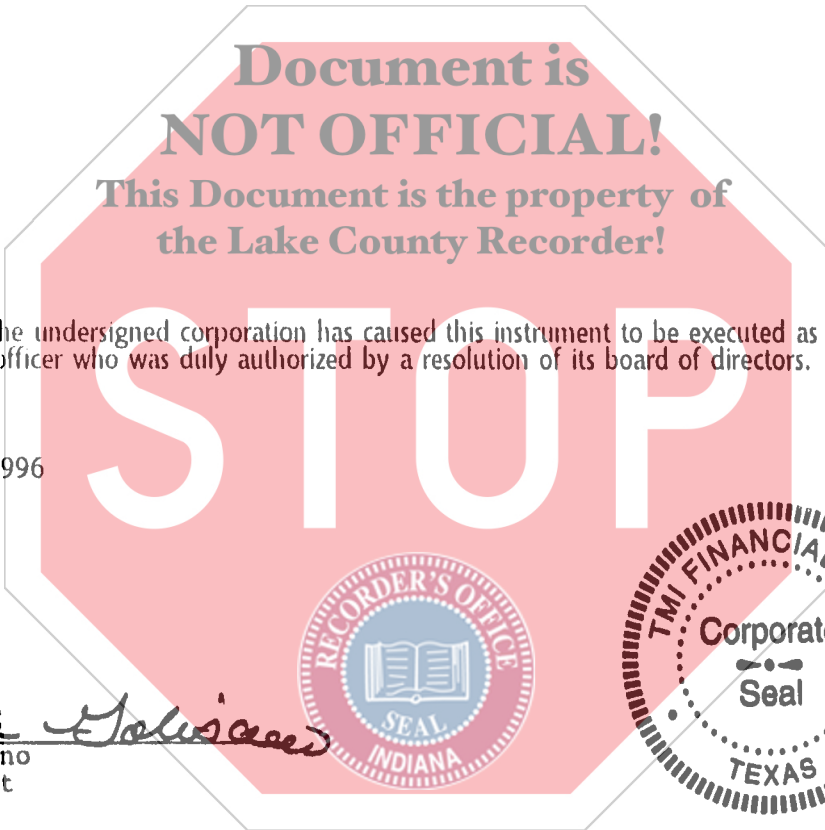 Document is
NOT OFFICIAL!
This Document is the property of
the Lake County Recorder!
STOP
he undersigned corporation has caused this instrument to be executed as
officer who was duly authorized by a resolution of its board of directors.
996
RECORDER'S OFFICE
SEAL
INDIANA
TMI FINANCIAL
Corporate
Seal
TEXAS
no
t